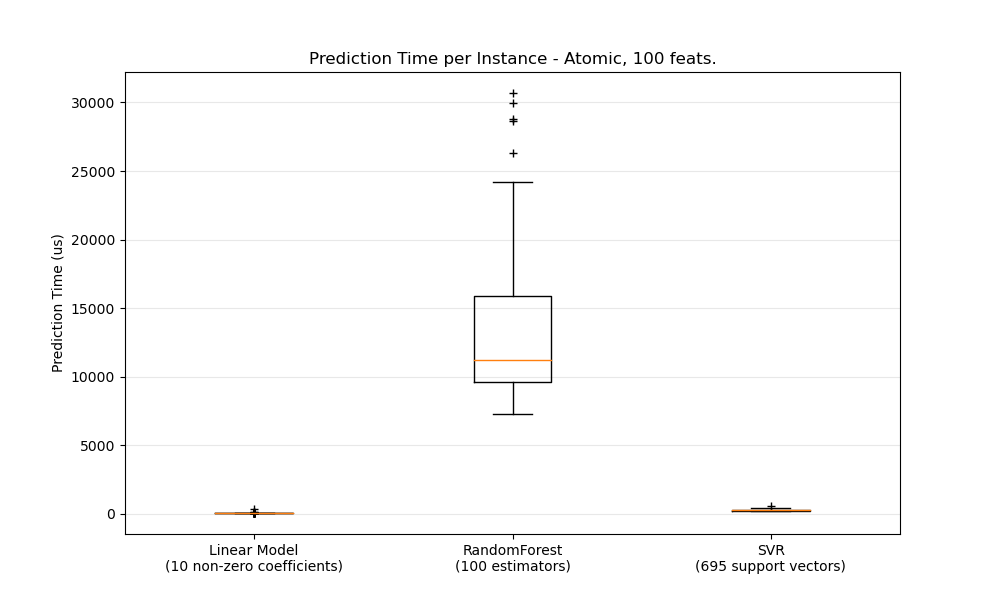 Prediction Time per Instance - Atomic, 100 feats.
Prediction Time (us)
30000
25000
20000
15000
10000
5000
0
Linear Model
(10 non-zero coefficients)
RandomForest
(100 estimators)
SVR
(695 support vectors)